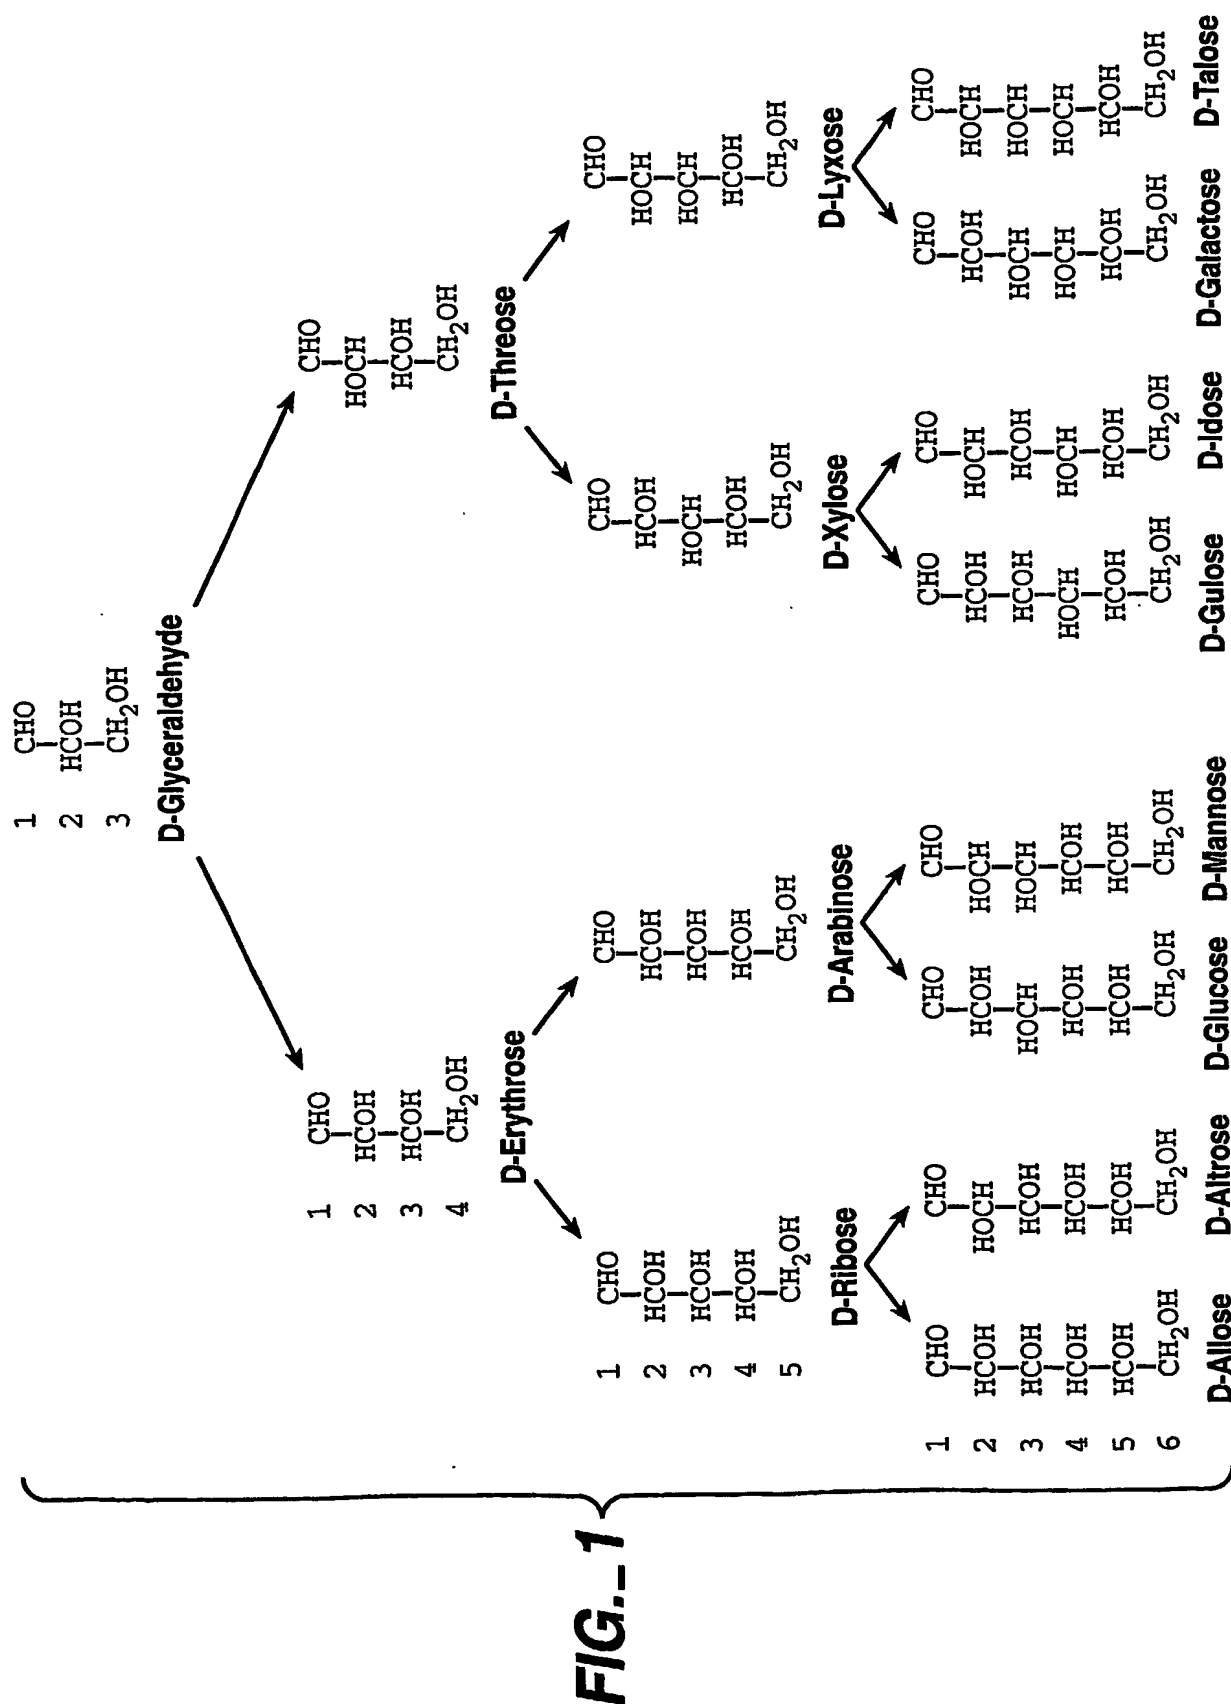 1 CHO
2 HCOH
3 CH₂OH
D-Glyceraldehyde
1 CHO CHO
2 HCOH HOCH
3 HCOH HCOH
4 CH₂OH CH₂OH
D-Erythrose D-Threose
1 CHO CHO CHO CHO
2 HCOH HCOH HCOH HOCH
3 HCOH HCOH HOCH HOCH
4 HCOH HCOH HCOH HCOH
5 CH₂OH CH₂OH CH₂OH CH₂OH
D-Ribose D-Arabinose D-Xylose D-Lyxose
1 CHO CHO CHO CHO CHO CHO CHO CHO
2 HCOH HOCH HCOH HOCH HCOH HOCH HCOH HOCH
3 HCOH HCOH HOCH HOCH HCOH HCOH HOCH HOCH
4 HCOH HCOH HCOH HCOH HOCH HOCH HOCH HOCH
5 HCOH HCOH HCOH HCOH HCOH HCOH HCOH HCOH
6 CH₂OH CH₂OH CH₂OH CH₂OH CH₂OH CH₂OH CH₂OH CH₂OH
D-Allose D-Altrose D-Glucose D-Mannose D-Gulose D-Idose D-Galactose D-Talose
FIG._1